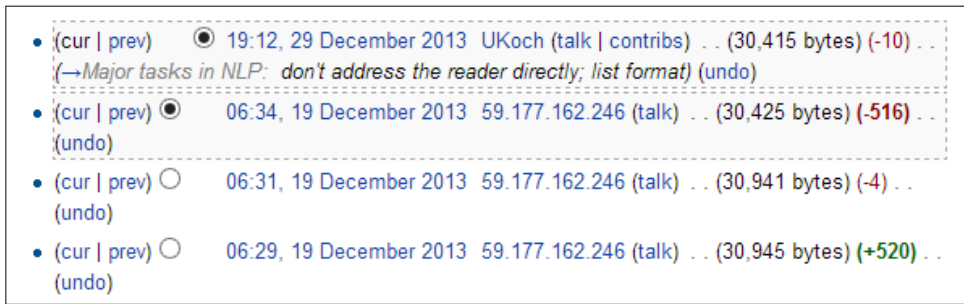 (cur | prev) 19:12, 29 December 2013 UKoch (talk | contribs) . . (30,415 bytes) (-10) . .
(→Major tasks in NLP: don't address the reader directly; list format) (undo)
(cur | prev) 06:34, 19 December 2013 59.177.162.246 (talk) . . (30,425 bytes) (-516) . .
(undo)
(cur | prev) 06:31, 19 December 2013 59.177.162.246 (talk) . . (30,941 bytes) (-4) . .
(undo)
(cur | prev) 06:29, 19 December 2013 59.177.162.246 (talk) . . (30,945 bytes) (+520) . .
(undo)